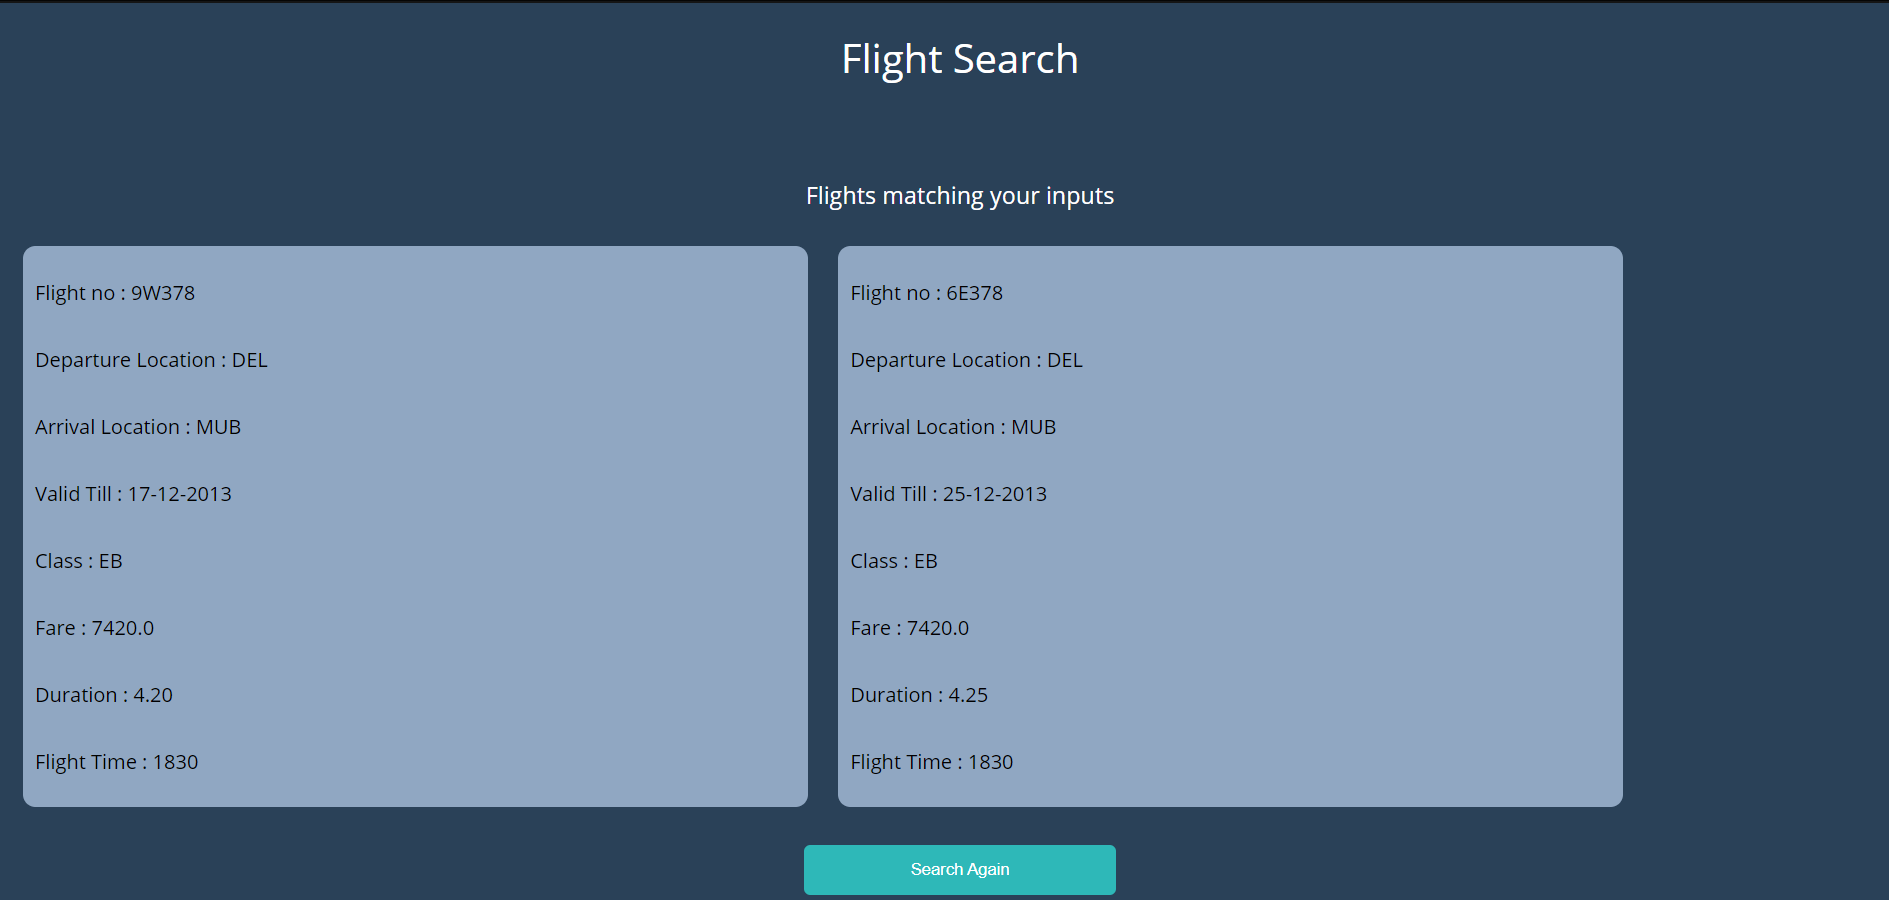 Flight Search
Flights matching your inputs
Flight no : 9W378
Departure Location : DEL
Arrival Location : MUB
Valid Till : 17-12-2013
Class : EB
Fare : 7420.0
Duration : 4.20
Flight Time : 1830
Flight no : 6E378
Departure Location : DEL
Arrival Location : MUB
Valid Till : 25-12-2013
Class : EB
Fare : 7420.0
Duration : 4.25
Flight Time : 1830
Search Again